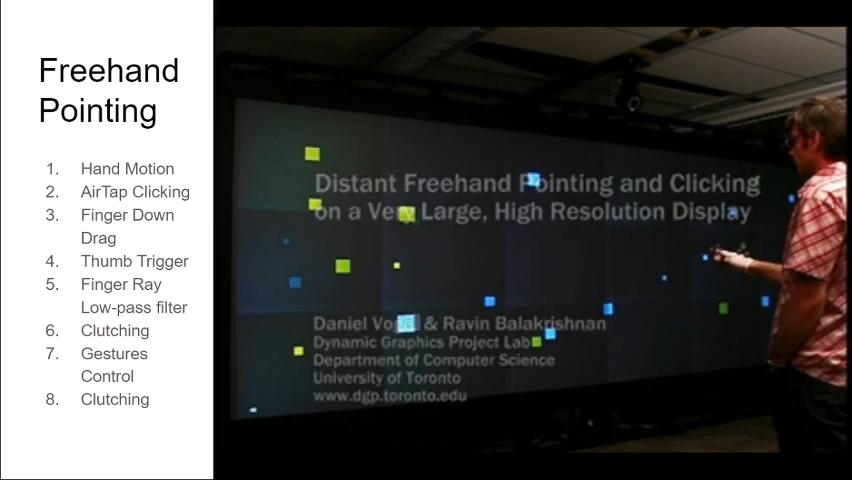 Freehand
Pointing
1. Hand Motion
2. AirTap Clicking
3. Finger Down
Drag
4. Thumb Trigger
5. Finger Ray
Low-pass filter
6. Clutching
7. Gestures
Control
8. Clutching
Distant Freehand Pointing and Clicking
on a Very Large, High Resolution Display
Daniel Vogel & Ravin Balakrishnan
Dynamic Graphics Project Lab
Department of Computer Science
University of Toronto
www.dgp.toronto.edu